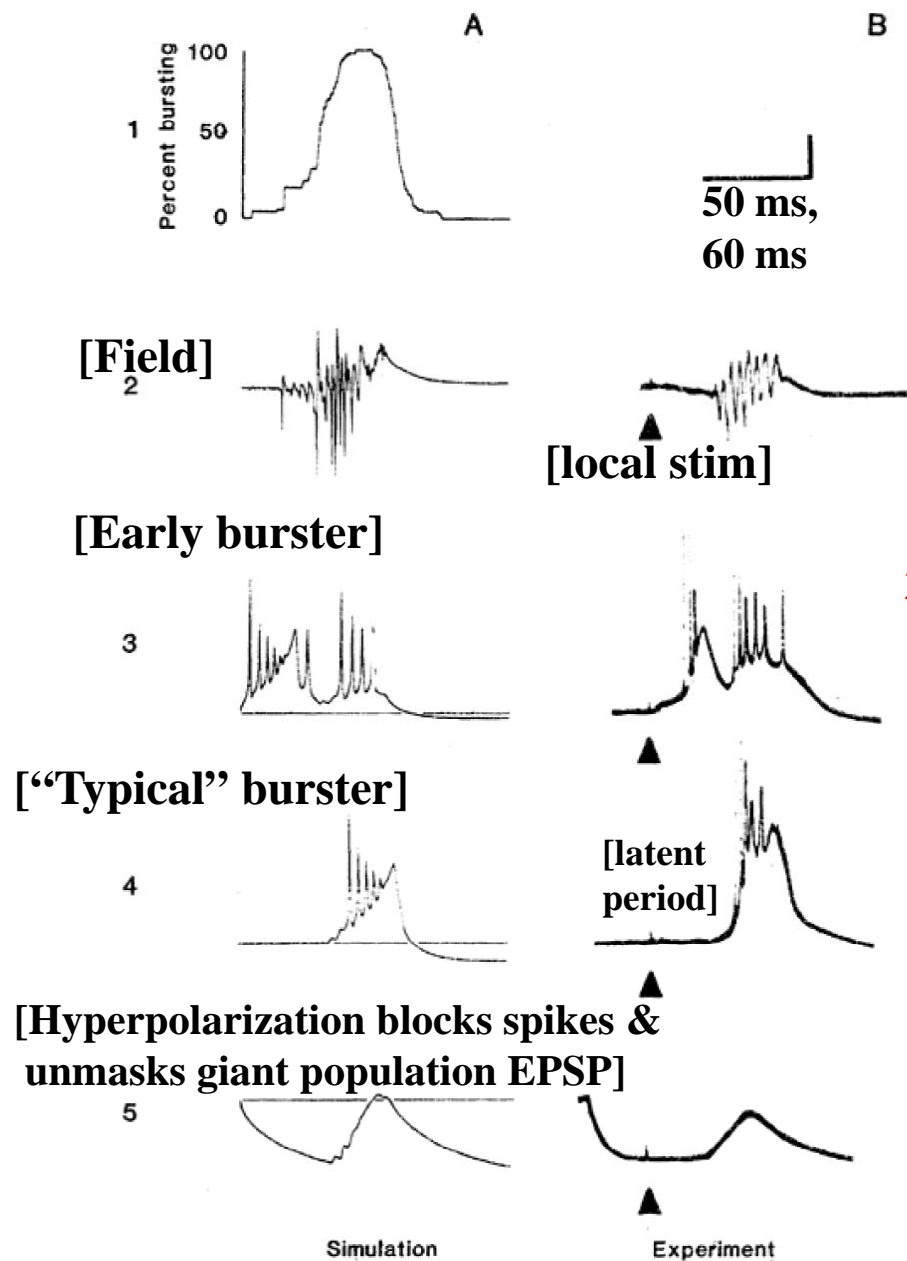 A
B
Percent bursting
100
50
0
1
50 ms,
60 ms
[Field]
2
[local stim]
[Early burster]
3
[“Typical” burster]
[latent
period]
4
[Hyperpolarization blocks spikes &
unmasks giant population EPSP]
5
Simulation
Experiment